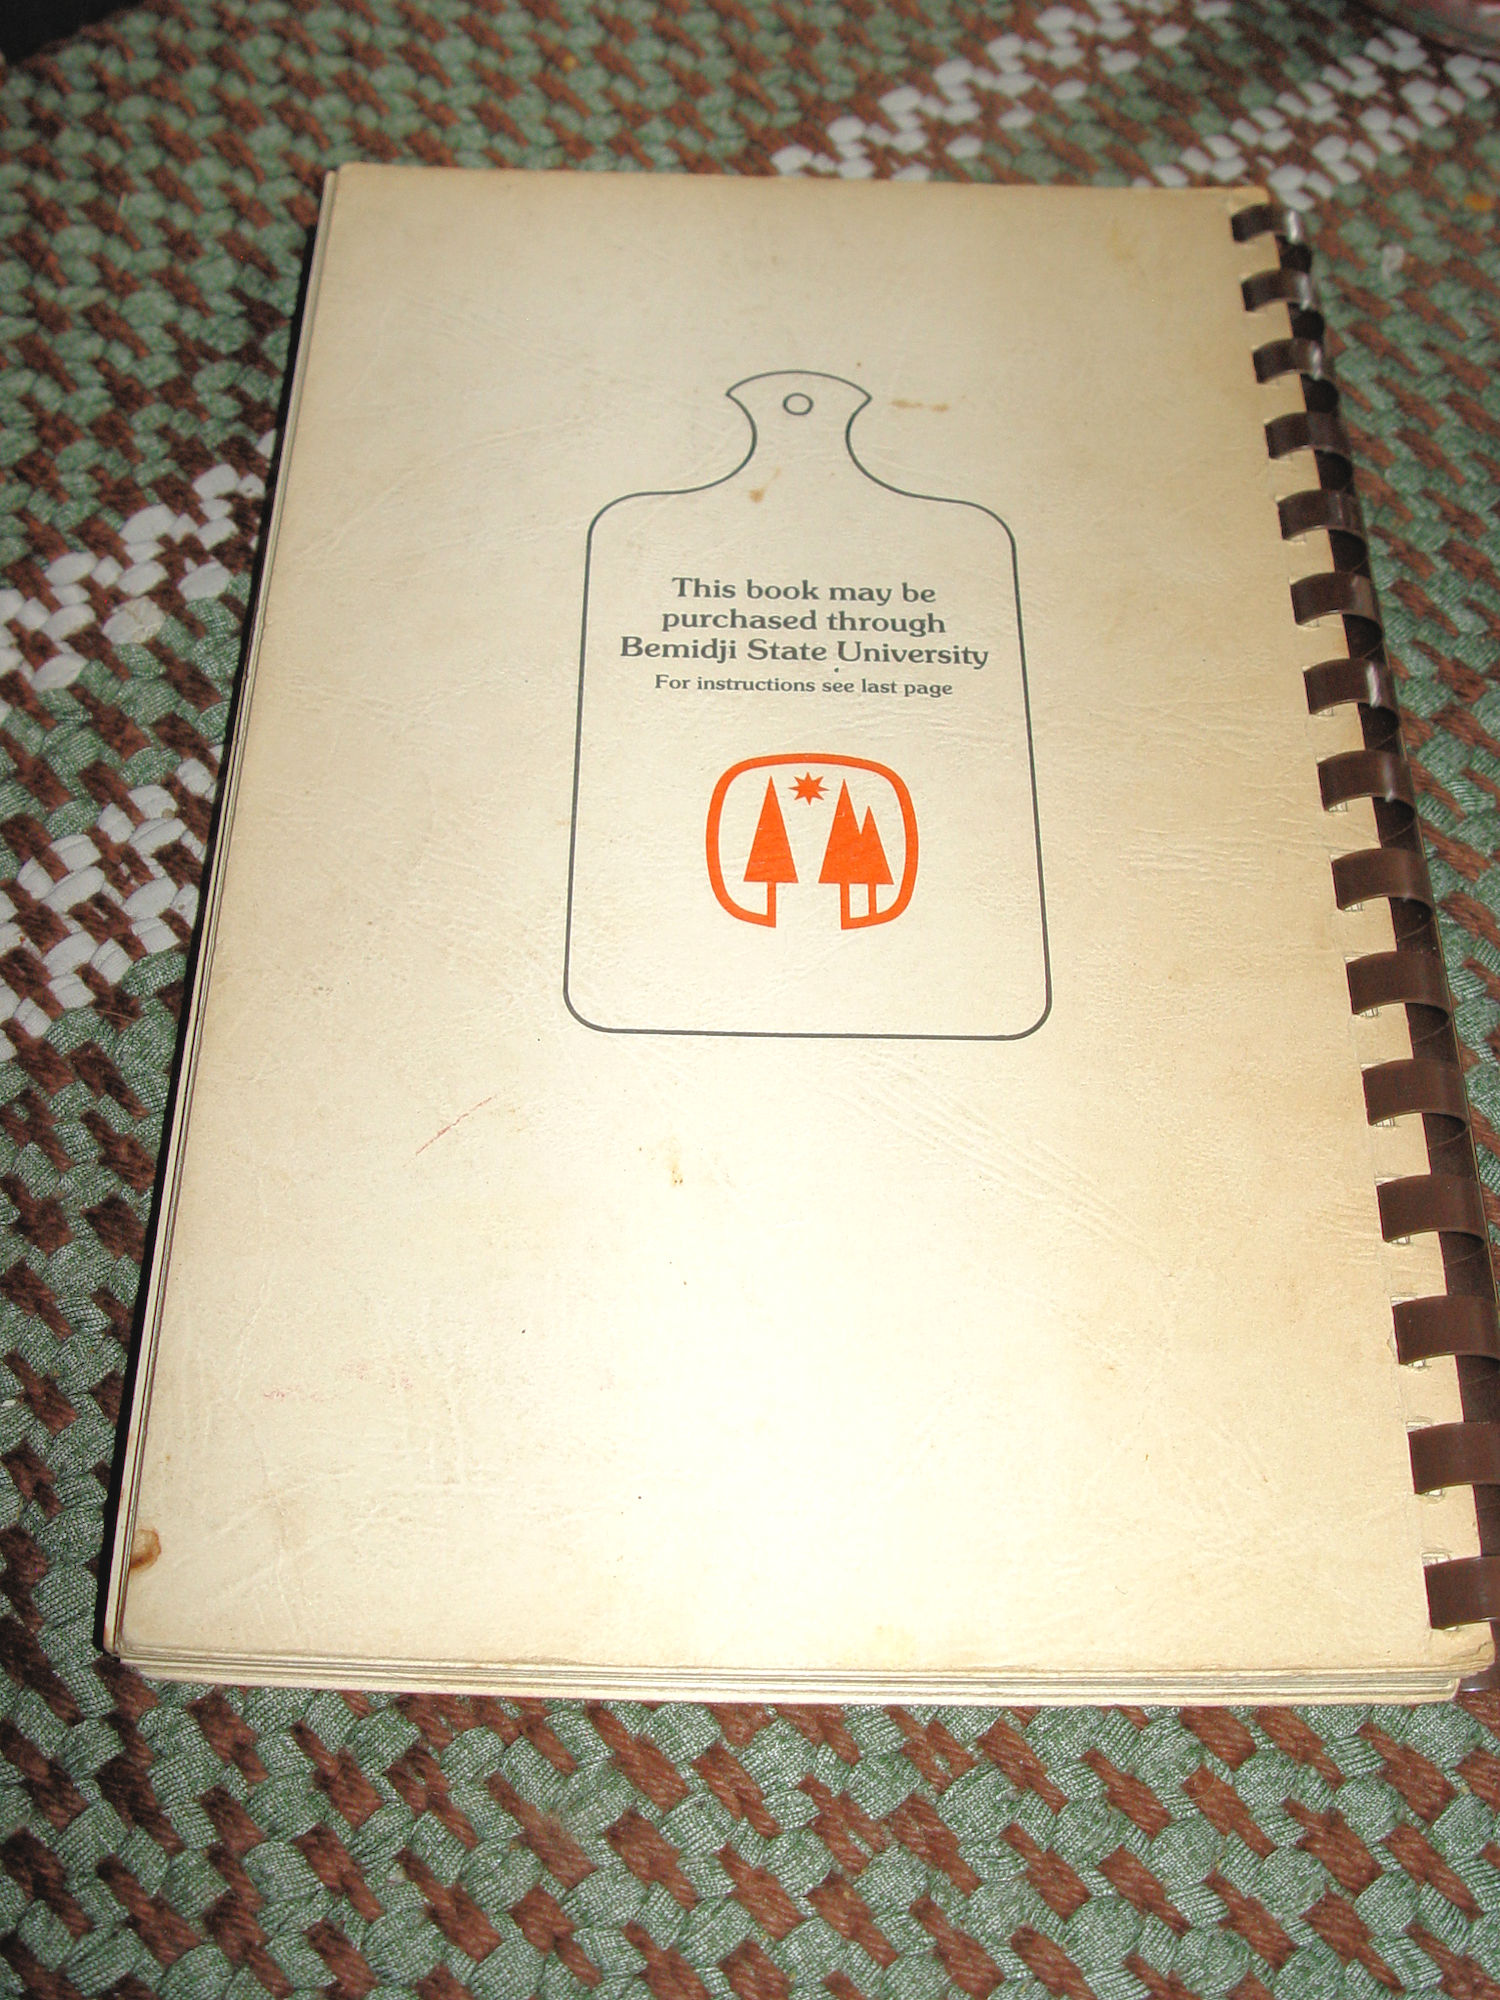 This book may be
purchased through
Bemidji State University
For instructions see last page